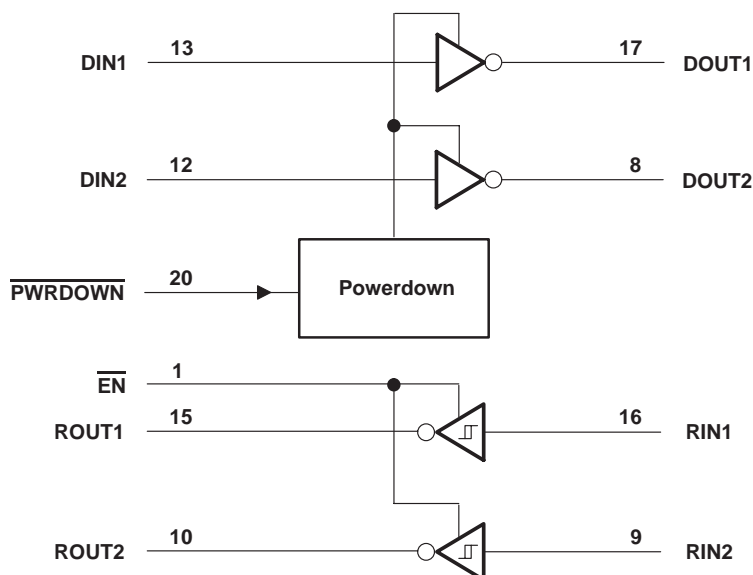 DIN1 13 17 DOUT1
DIN2 12 8 DOUT2
PWRDOWN 20 Powerdown
EN 1
ROUT1 15 16 RIN1
ROUT2 10 9 RIN2